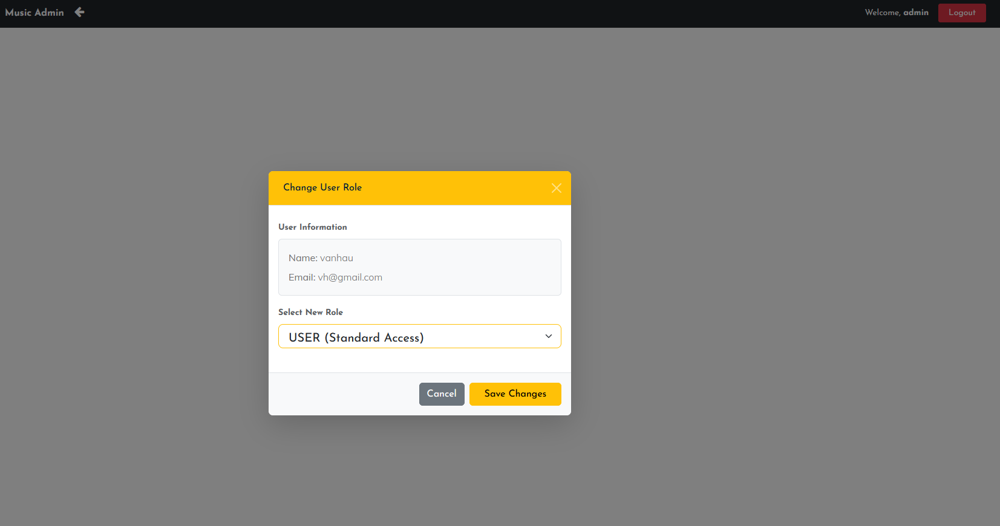 Music Admin
Welcome, admin
Logout
Change User Role
User Information
Name: vanhau
Email: vh@gmail.com
Select New Role
USER (Standard Access)
Cancel
Save Changes